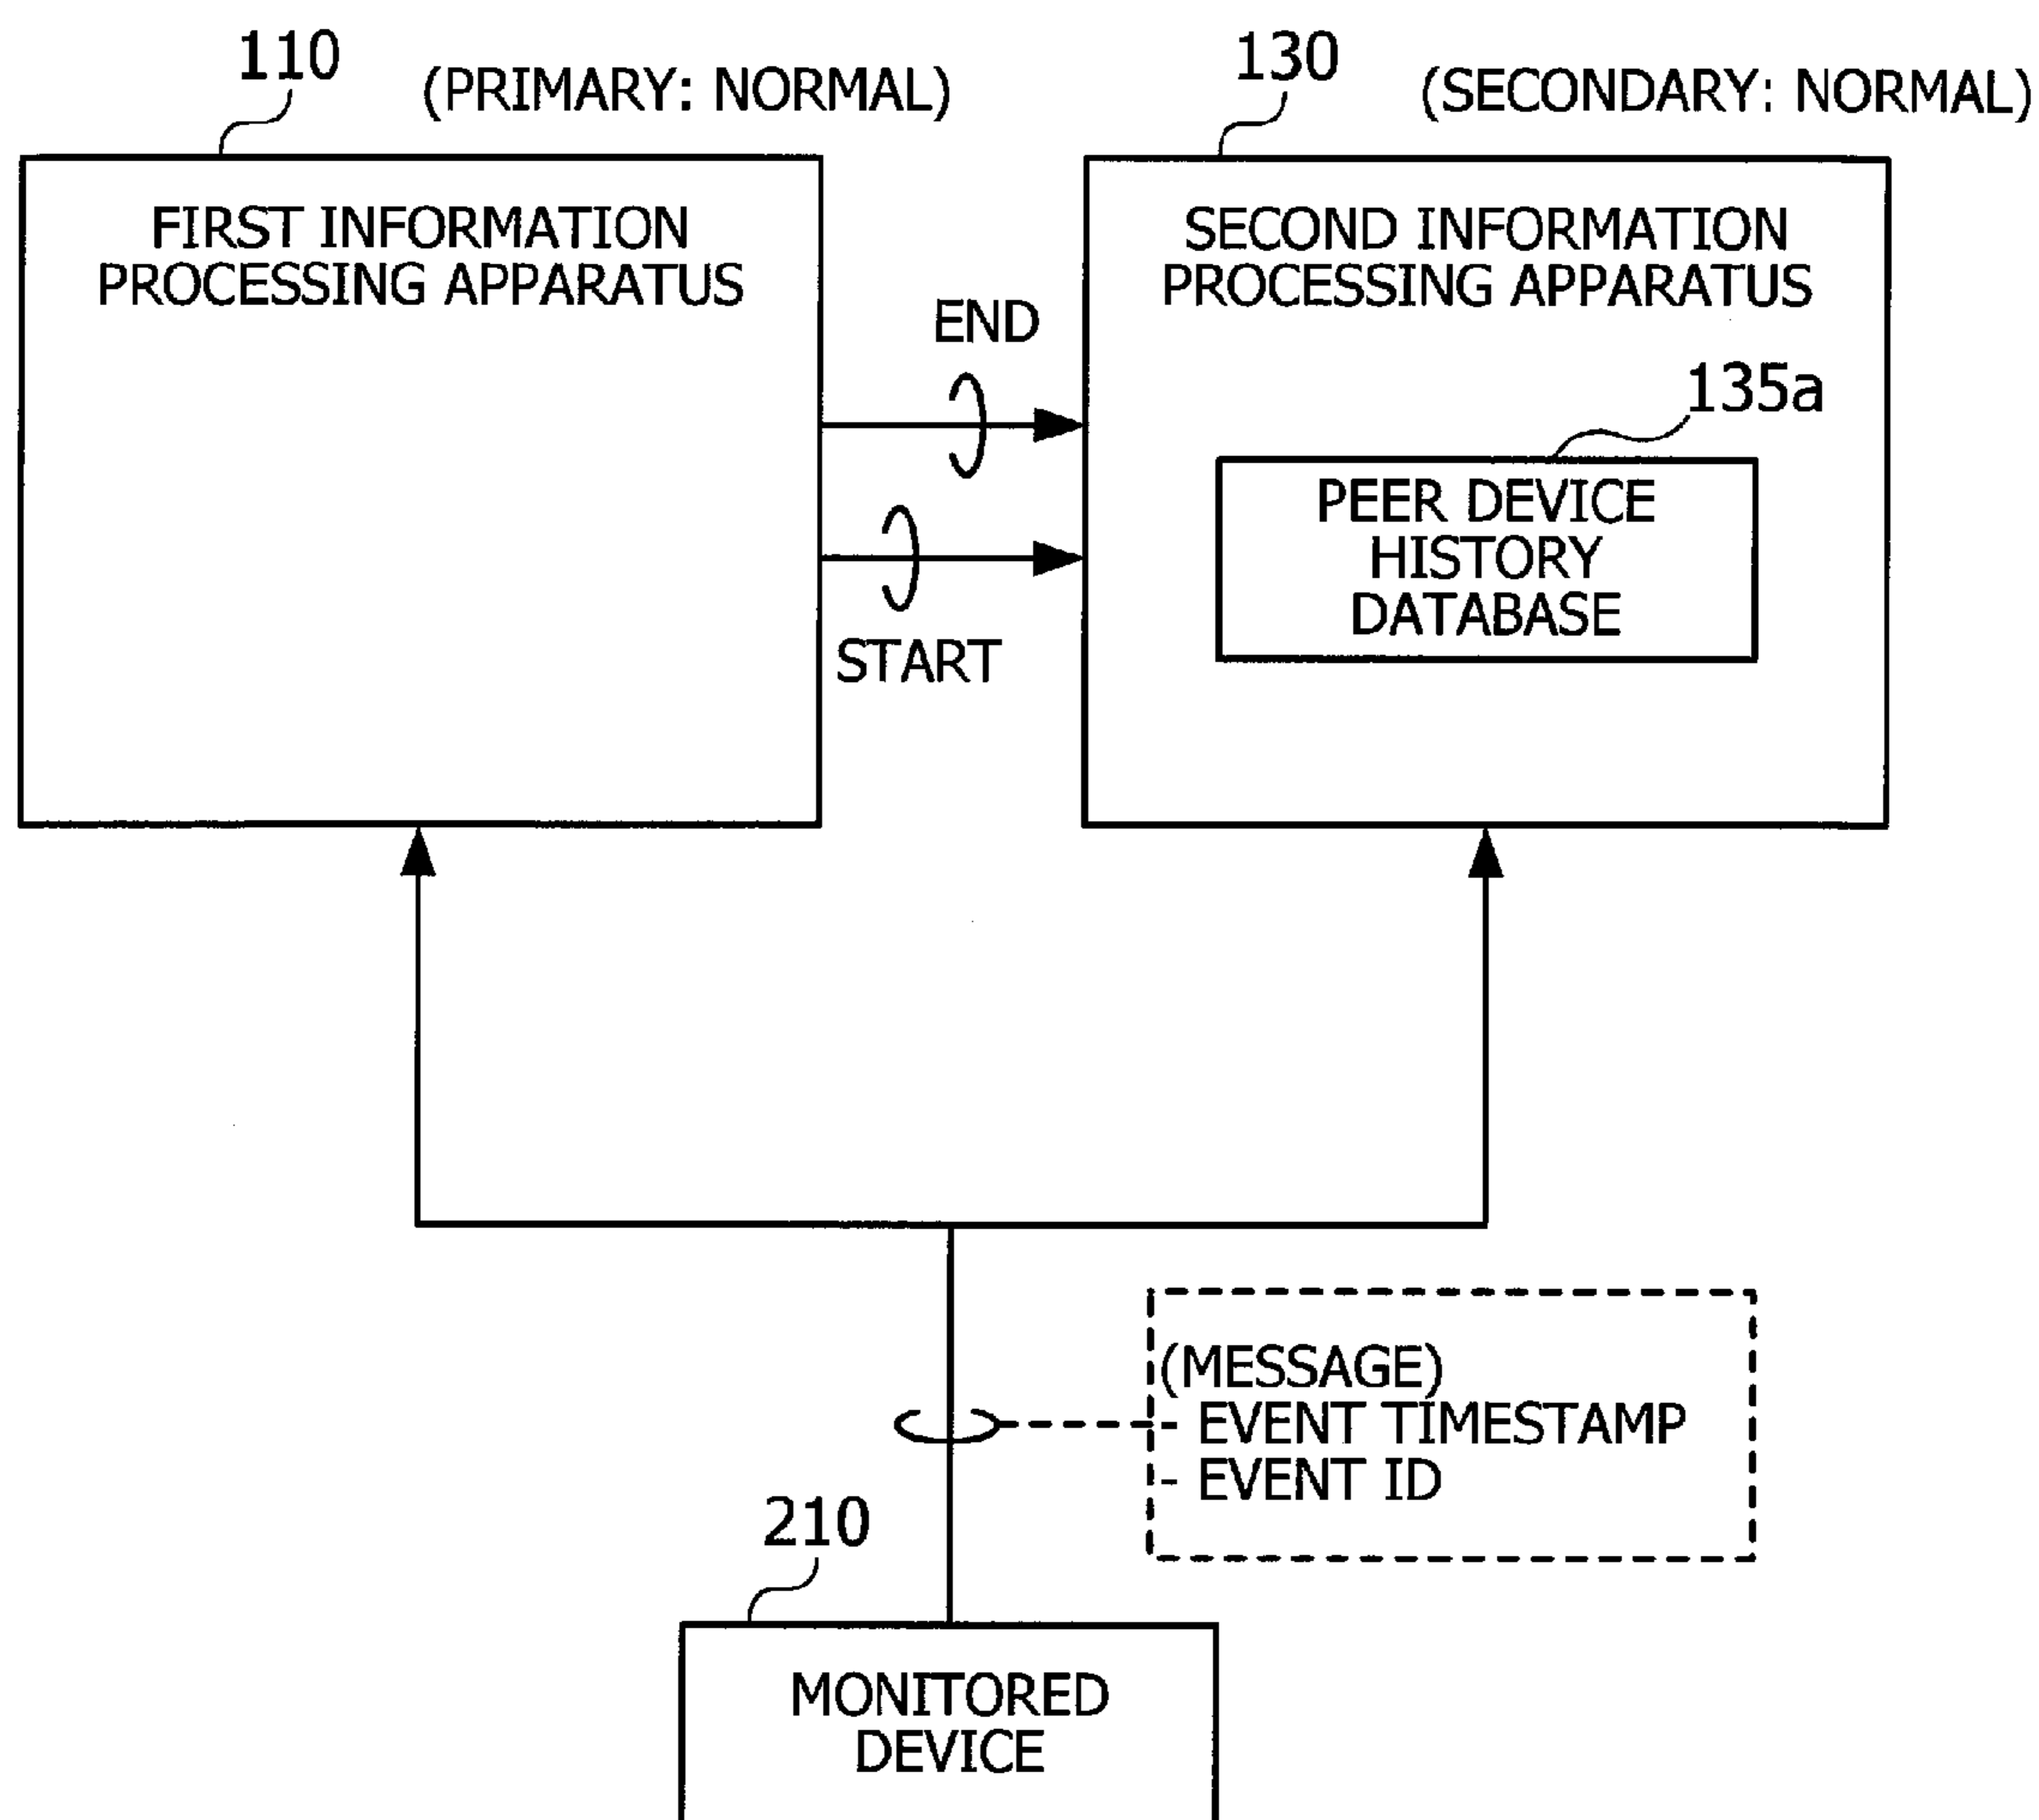 110
(PRIMARY: NORMAL)
130
(SECONDARY: NORMAL)
FIRST INFORMATION
PROCESSING APPARATUS
SECOND INFORMATION
PROCESSING APPARATUS
END
135a
PEER DEVICE
HISTORY
DATABASE
START
(MESSAGE)
- EVENT TIMESTAMP
- EVENT ID
210
MONITORED
DEVICE